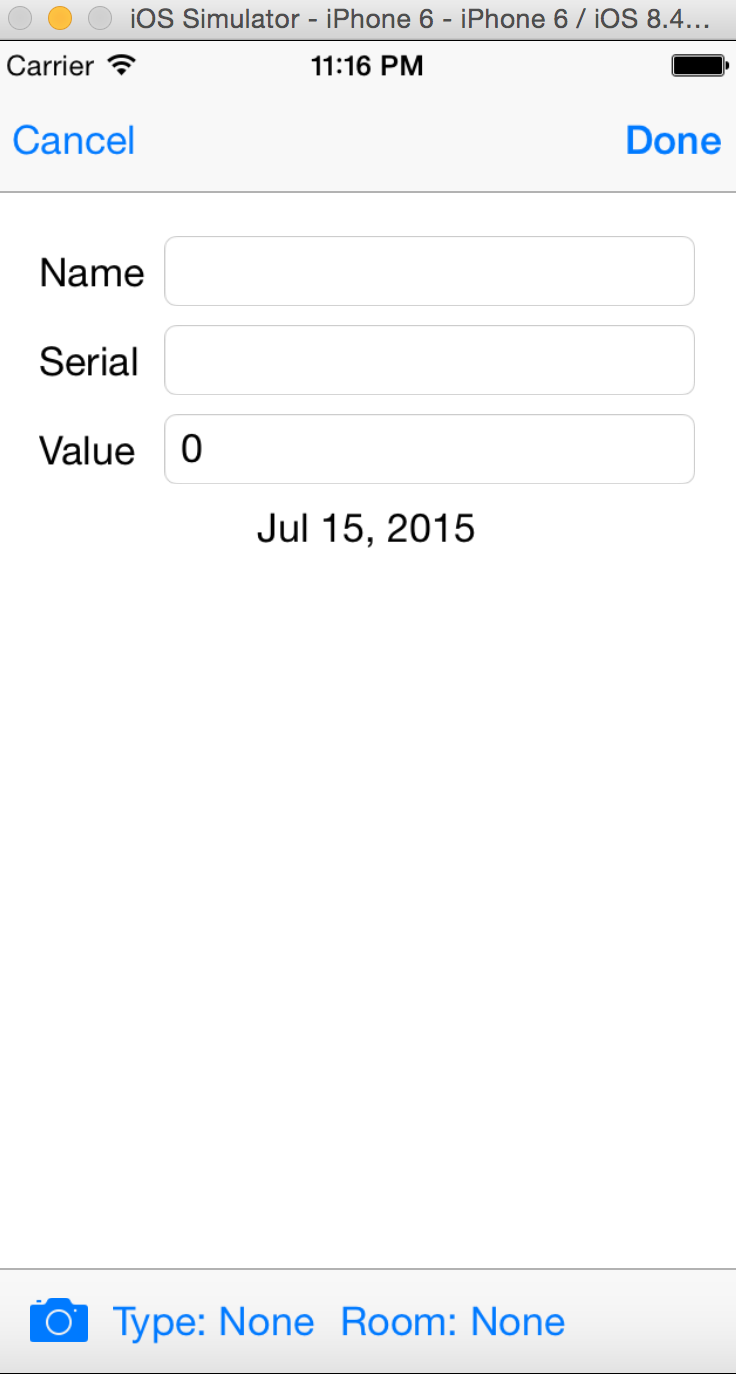 iOS Simulator - iPhone 6 - iPhone 6 / iOS 8.4...
Carrier 11:16 PM
Cancel Done
Name
Serial
Value 0
Jul 15, 2015
Type: None Room: None